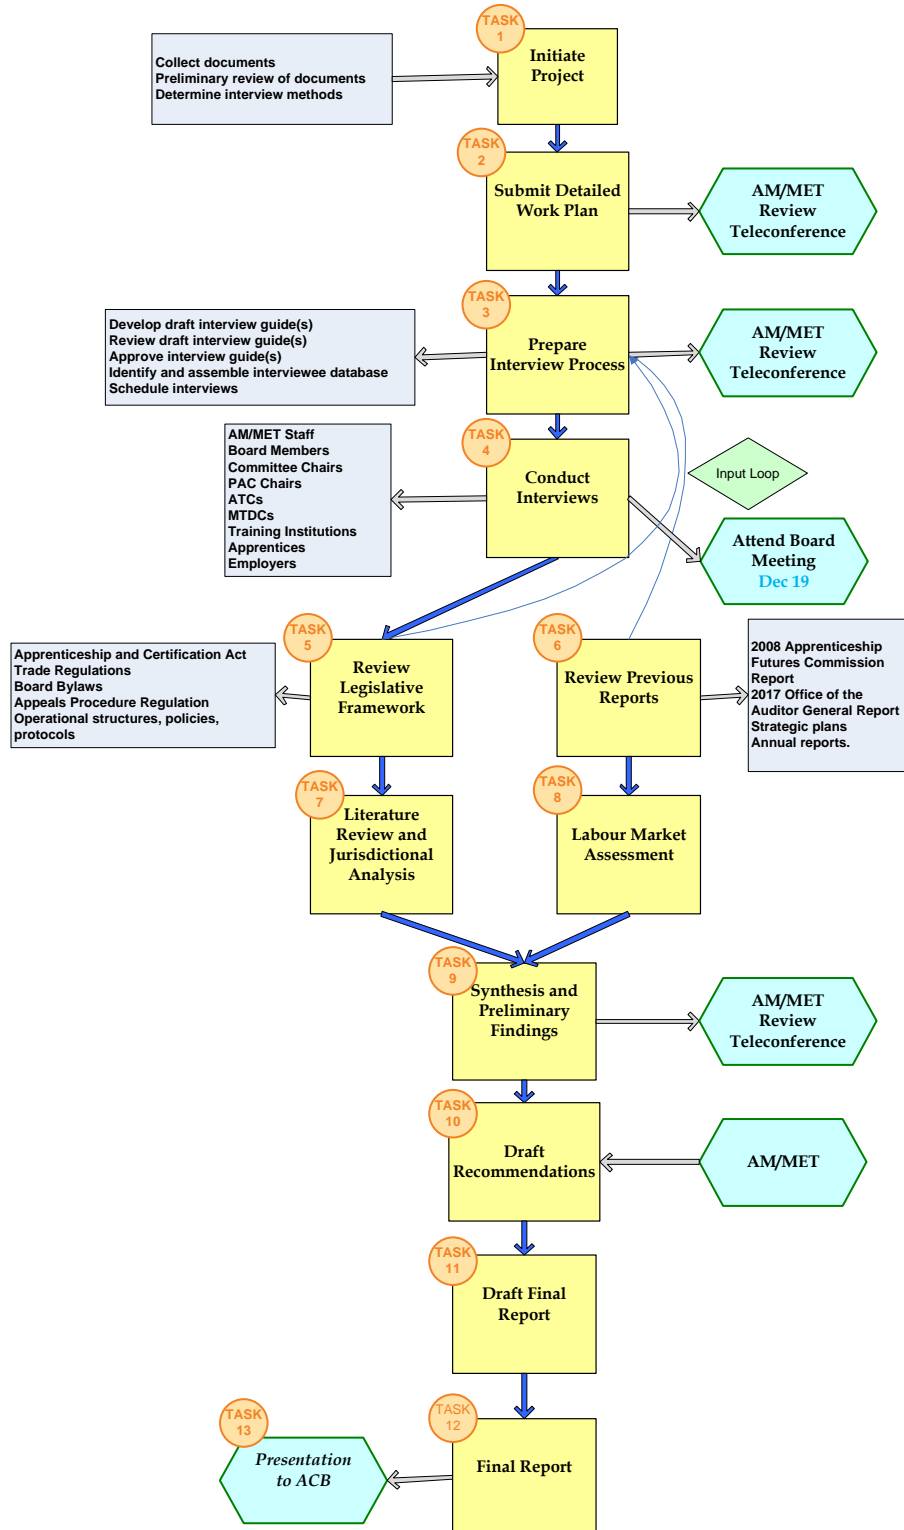 TASK
1
Initiate
Project
Collect documents
Preliminary review of documents
Determine interview methods
TASK
2
Submit Detailed
Work Plan
AM/MET
Review
Teleconference
TASK
3
Prepare
Interview Process
Develop draft interview guide(s)
Review draft interview guide(s)
Approve interview guide(s)
Identify and assemble interviewee database
Schedule interviews
AM/MET
Review
Teleconference
TASK
4
Conduct
Interviews
AM/MET Staff
Board Members
Committee Chairs
PAC Chairs
ATCs
MTDCs
Training Institutions
Apprentices
Employers
Input Loop
Attend Board
Meeting
Dec 19
TASK
5
Review
Legislative
Framework
Apprenticeship and Certification Act
Trade Regulations
Board Bylaws
Appeals Procedure Regulation
Operational structures, policies,
protocols
TASK
6
Review Previous
Reports
2008 Apprenticeship
Futures Commission
Report
2017 Office of the
Auditor General Report
Strategic plans
Annual reports.
TASK
7
Literature
Review and
Jurisdictional
Analysis
TASK
8
Labour Market
Assessment
TASK
9
Synthesis and
Preliminary
Findings
AM/MET
Review
Teleconference
TASK
10
Draft
Recommendations
AM/MET
TASK
11
Draft Final
Report
TASK
12
Final Report
TASK
13
Presentation
to ACB